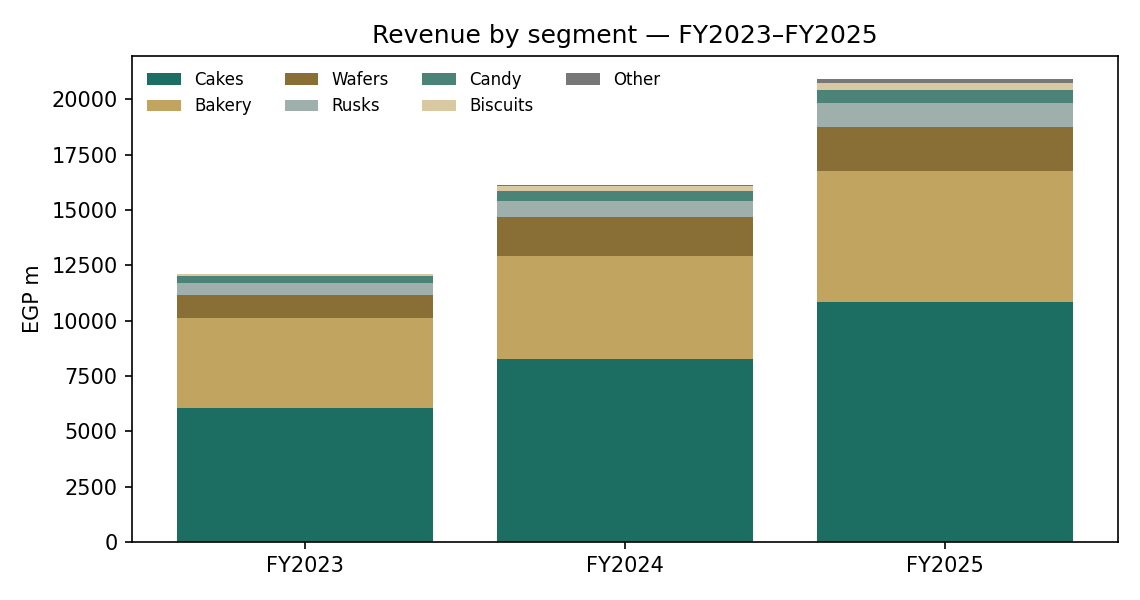 Revenue by segment — FY2023–FY2025
Cakes
Bakery
Wafers
Rusks
Candy
Biscuits
Other
EGP m
20000
17500
15000
12500
10000
7500
5000
2500
0
FY2023
FY2024
FY2025